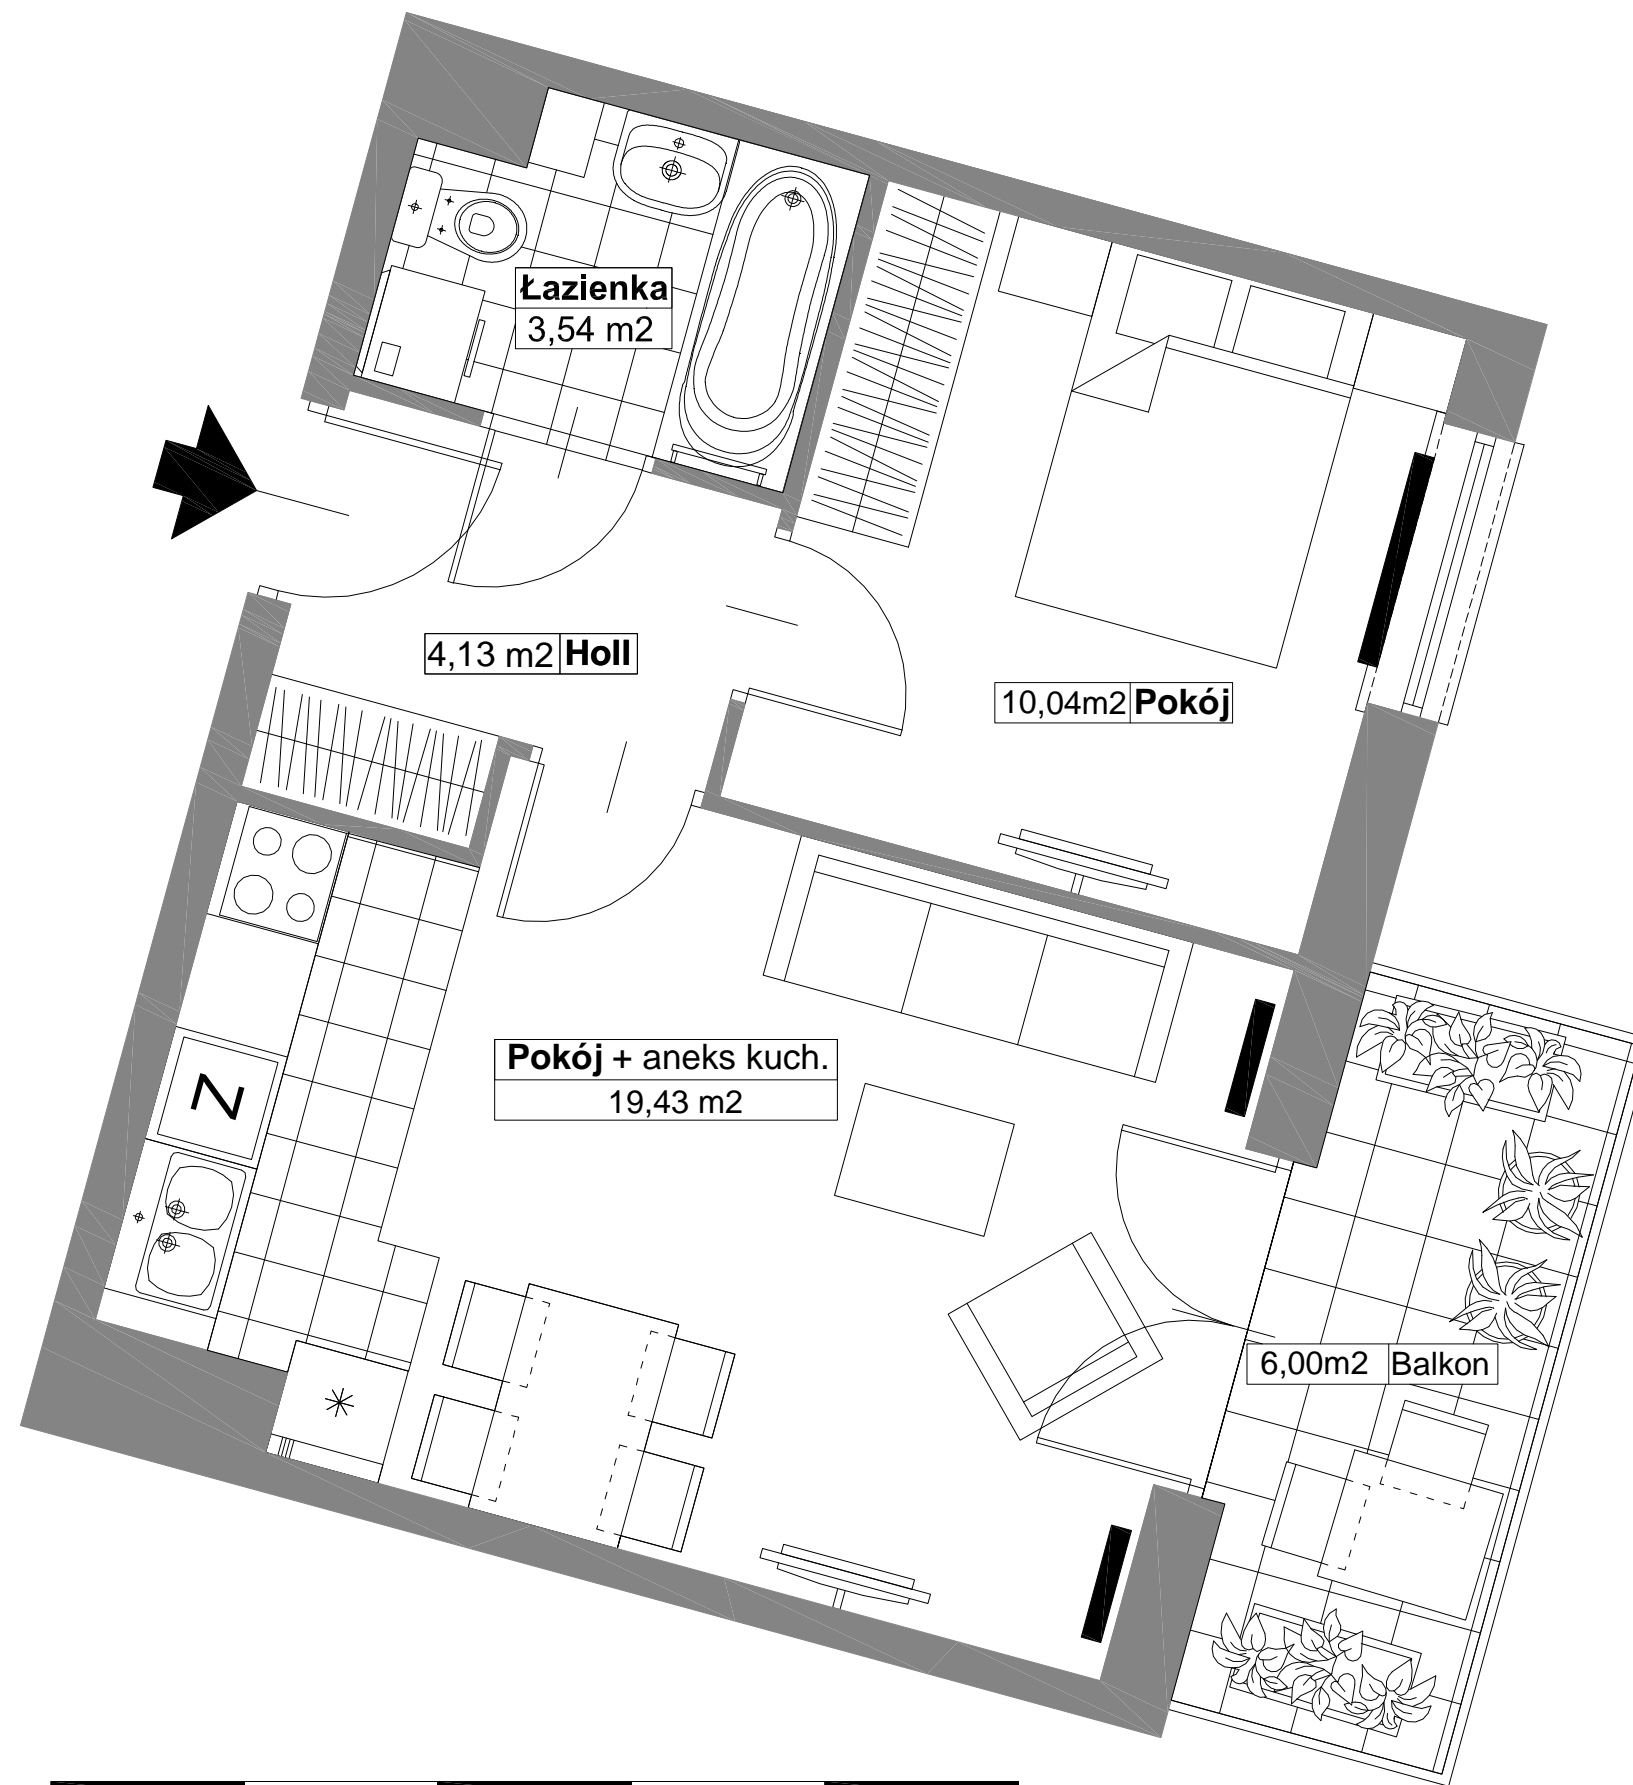 Łazienka
3,54 m2
4,13 m2 Holl
10,04m2 Pokój
Pokój + aneks kuch.
19,43 m2
Z
6,00m2 Balkon